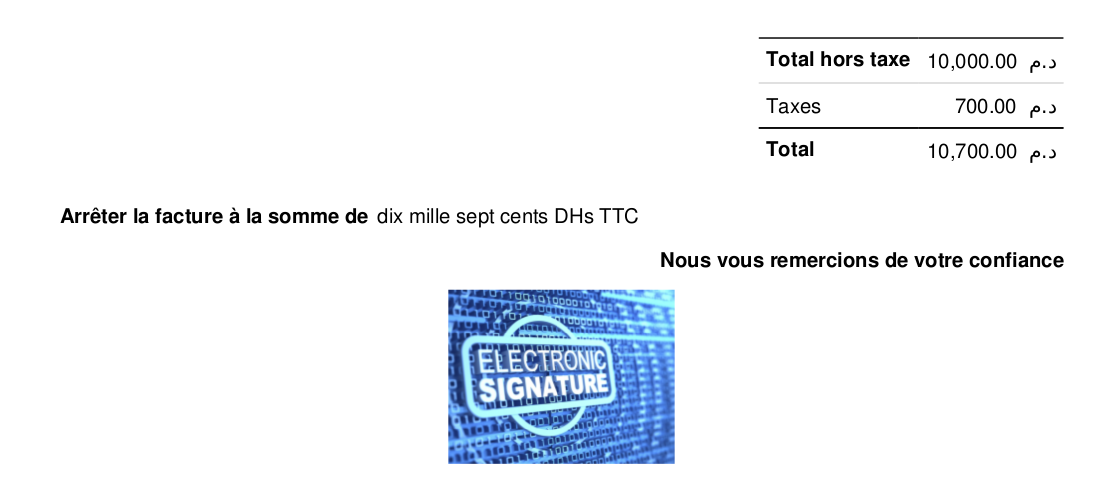 Total hors taxe 10,000.00 د.م
Taxes 700.00 د.م
Total 10,700.00 د.م
Arrêter la facture à la somme de dix mille sept cents DHs TTC
Nous vous remercions de votre confiance
ELECTRONIC
SIGNATURE